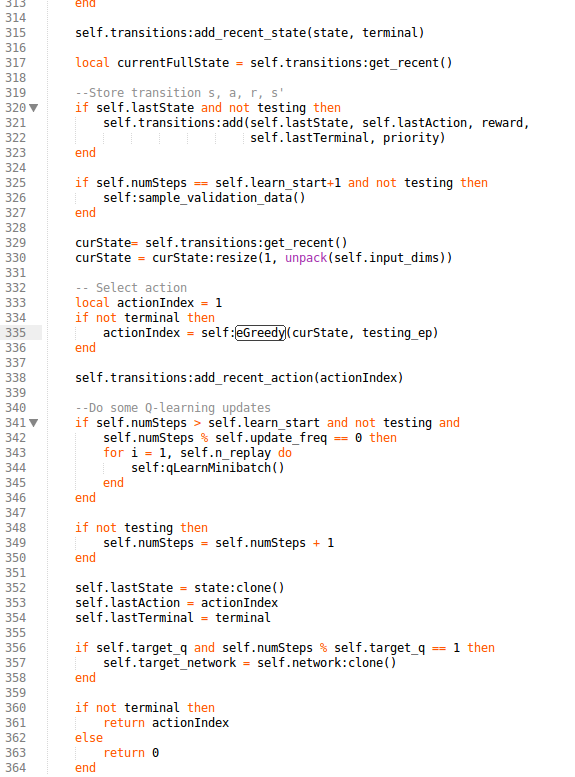 313 end
314
315 self.transitions:add_recent_state(state, terminal)
316
317 local currentFullState = self.transitions:get_recent()
318
319 --Store transition s, a, r, s'
320 if self.lastState and not testing then
321 self.transitions:add(self.lastState, self.lastAction, reward,
322 self.lastTerminal, priority)
323 end
324
325 if self.numSteps == self.learn_start+1 and not testing then
326 self:sample_validation_data()
327 end
328
329 curState= self.transitions:get_recent()
330 curState = curState:resize(1, unpack(self.input_dims))
331
332 -- Select action
333 local actionIndex = 1
334 if not terminal then
335 actionIndex = self:eGreedy(curState, testing_ep)
336 end
337
338 self.transitions:add_recent_action(actionIndex)
339
340 --Do some Q-learning updates
341 if self.numSteps > self.learn_start and not testing and
342 self.numSteps % self.update_freq == 0 then
343 for i = 1, self.n_replay do
344 self:qLearnMinibatch()
345 end
346 end
347
348 if not testing then
349 self.numSteps = self.numSteps + 1
350 end
351
352 self.lastState = state:clone()
353 self.lastAction = actionIndex
354 self.lastTerminal = terminal
355
356 if self.target_q and self.numSteps % self.target_q == 1 then
357 self.target_network = self.network:clone()
358 end
359
360 if not terminal then
361 return actionIndex
362 else
363 return 0
364 end